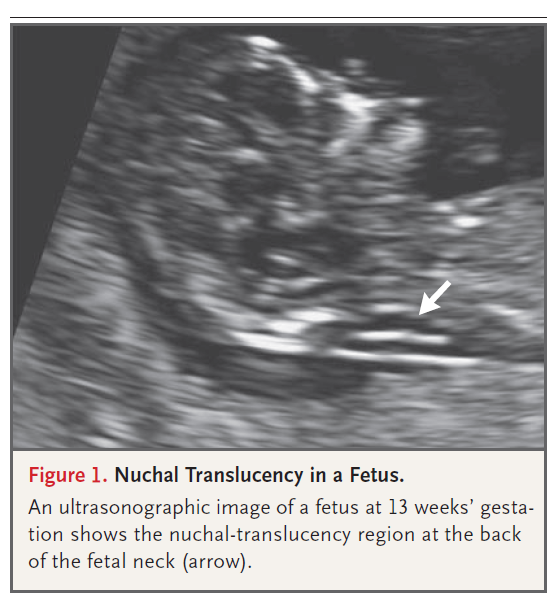 Figure 1. Nuchal Translucency in a Fetus.
An ultrasonographic image of a fetus at 13 weeks’ gesta-
tion shows the nuchal-translucency region at the back
of the fetal neck (arrow).